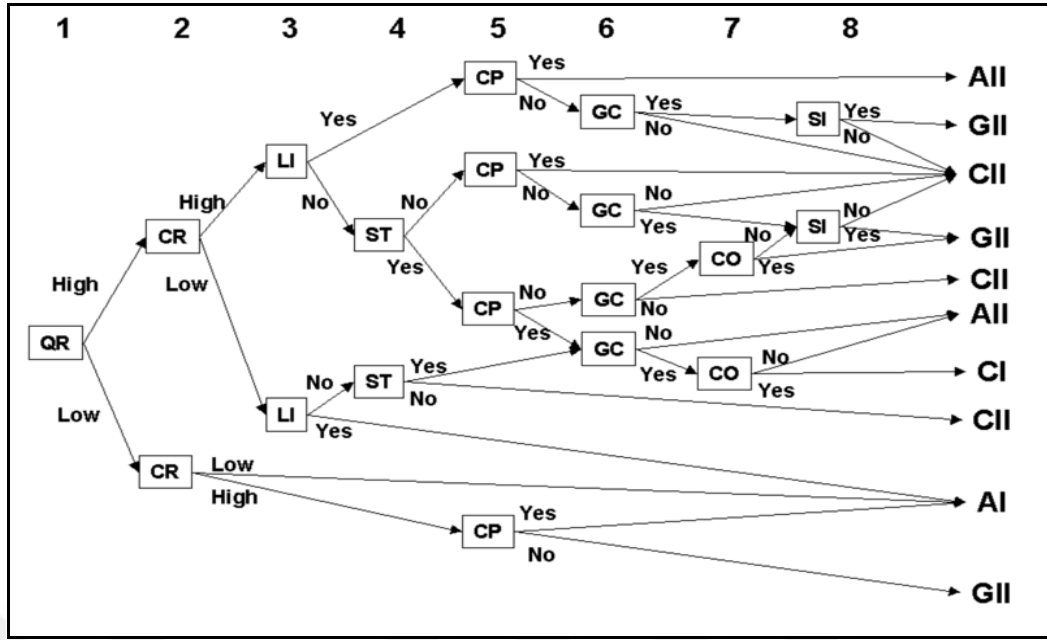 1 2 3 4 5 6 7 8
CP Yes AII
No GC Yes SI Yes GII
No No
Yes
LI CP Yes CII
No No No GC No
High Yes SI No
CR ST Yes
No GII
Yes CO Yes
High Low Yes
No GC No CII
CP Yes
QR GC No AII
Yes CO No
Yes CI
No ST Yes
No CII
Low LI Yes
CR Low
High AI
CP Yes
No
GII